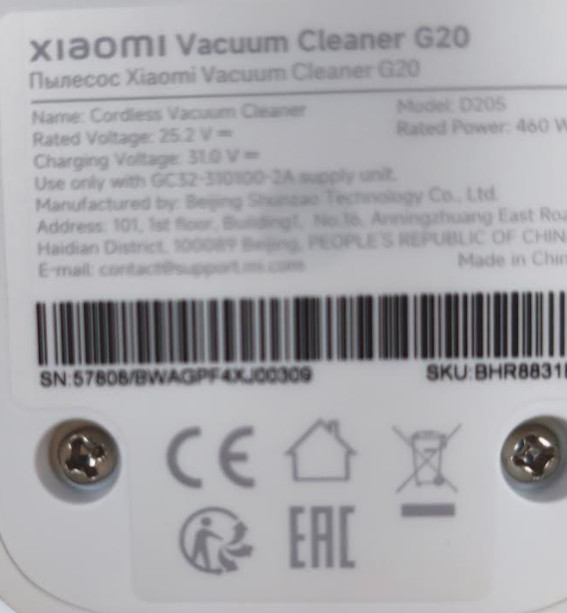 xiaomi Vacuum Cleaner G20
Пылесос Xiaomi Vacuum Cleaner G20
Name: Cordless Vacuum Cleaner
Model: D205
Rated Voltage: 25.2 V⎓
Rated Power: 460 W
Charging Voltage: 31.0 V⎓
Use only with GC32-310100-2A supply unit.
Manufactured by: Beijing Shunzao Technology Co., Ltd.
Address: 101, 1st floor, Building1, No.16, Anningzhuang East Roa
Haidian District, 100089 Beijing, PEOPLE'S REPUBLIC OF CHIN
E-mail: contact@support.mi.com
Made in Chin
SN:57808/BWAGPF4XJ00309
SKU:BHR8831
CE
EAC